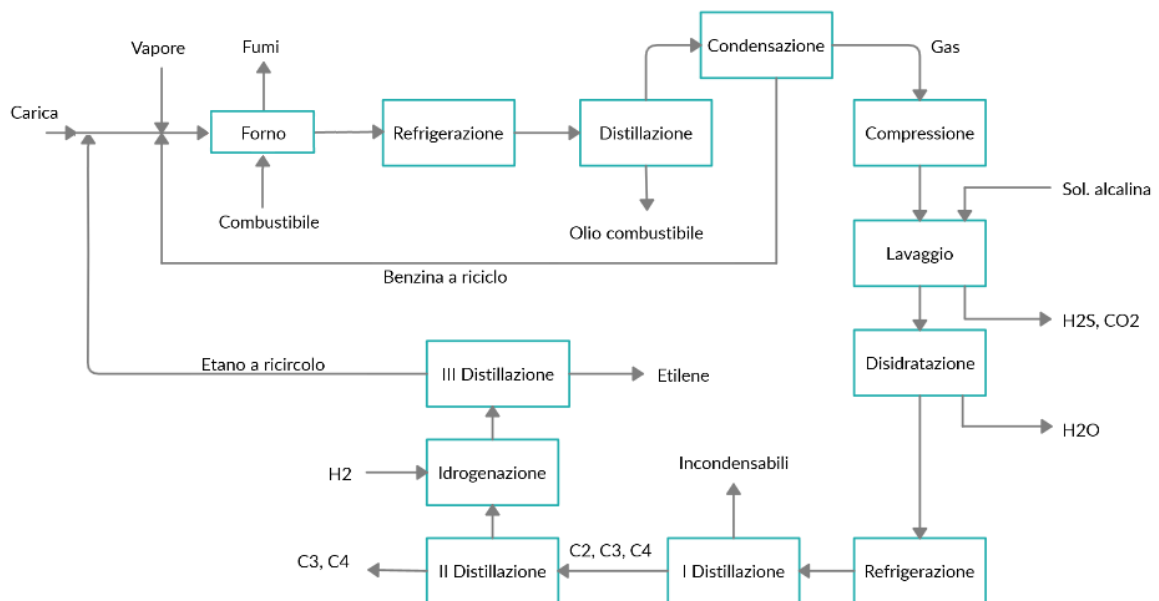 Vapore
Fumi
Condensazione
Gas
Carica
Forno
Refrigerazione
Distillazione
Compressione
Combustibile
Olio combustibile
Sol. alcalina
Benzina a riciclo
Lavaggio
H2S, CO2
Etano a ricircolo
III Distillazione
Etilene
Disidratazione
H2O
H2
Idrogenazione
Incondensabili
C3, C4
II Distillazione
C2, C3, C4
I Distillazione
Refrigerazione